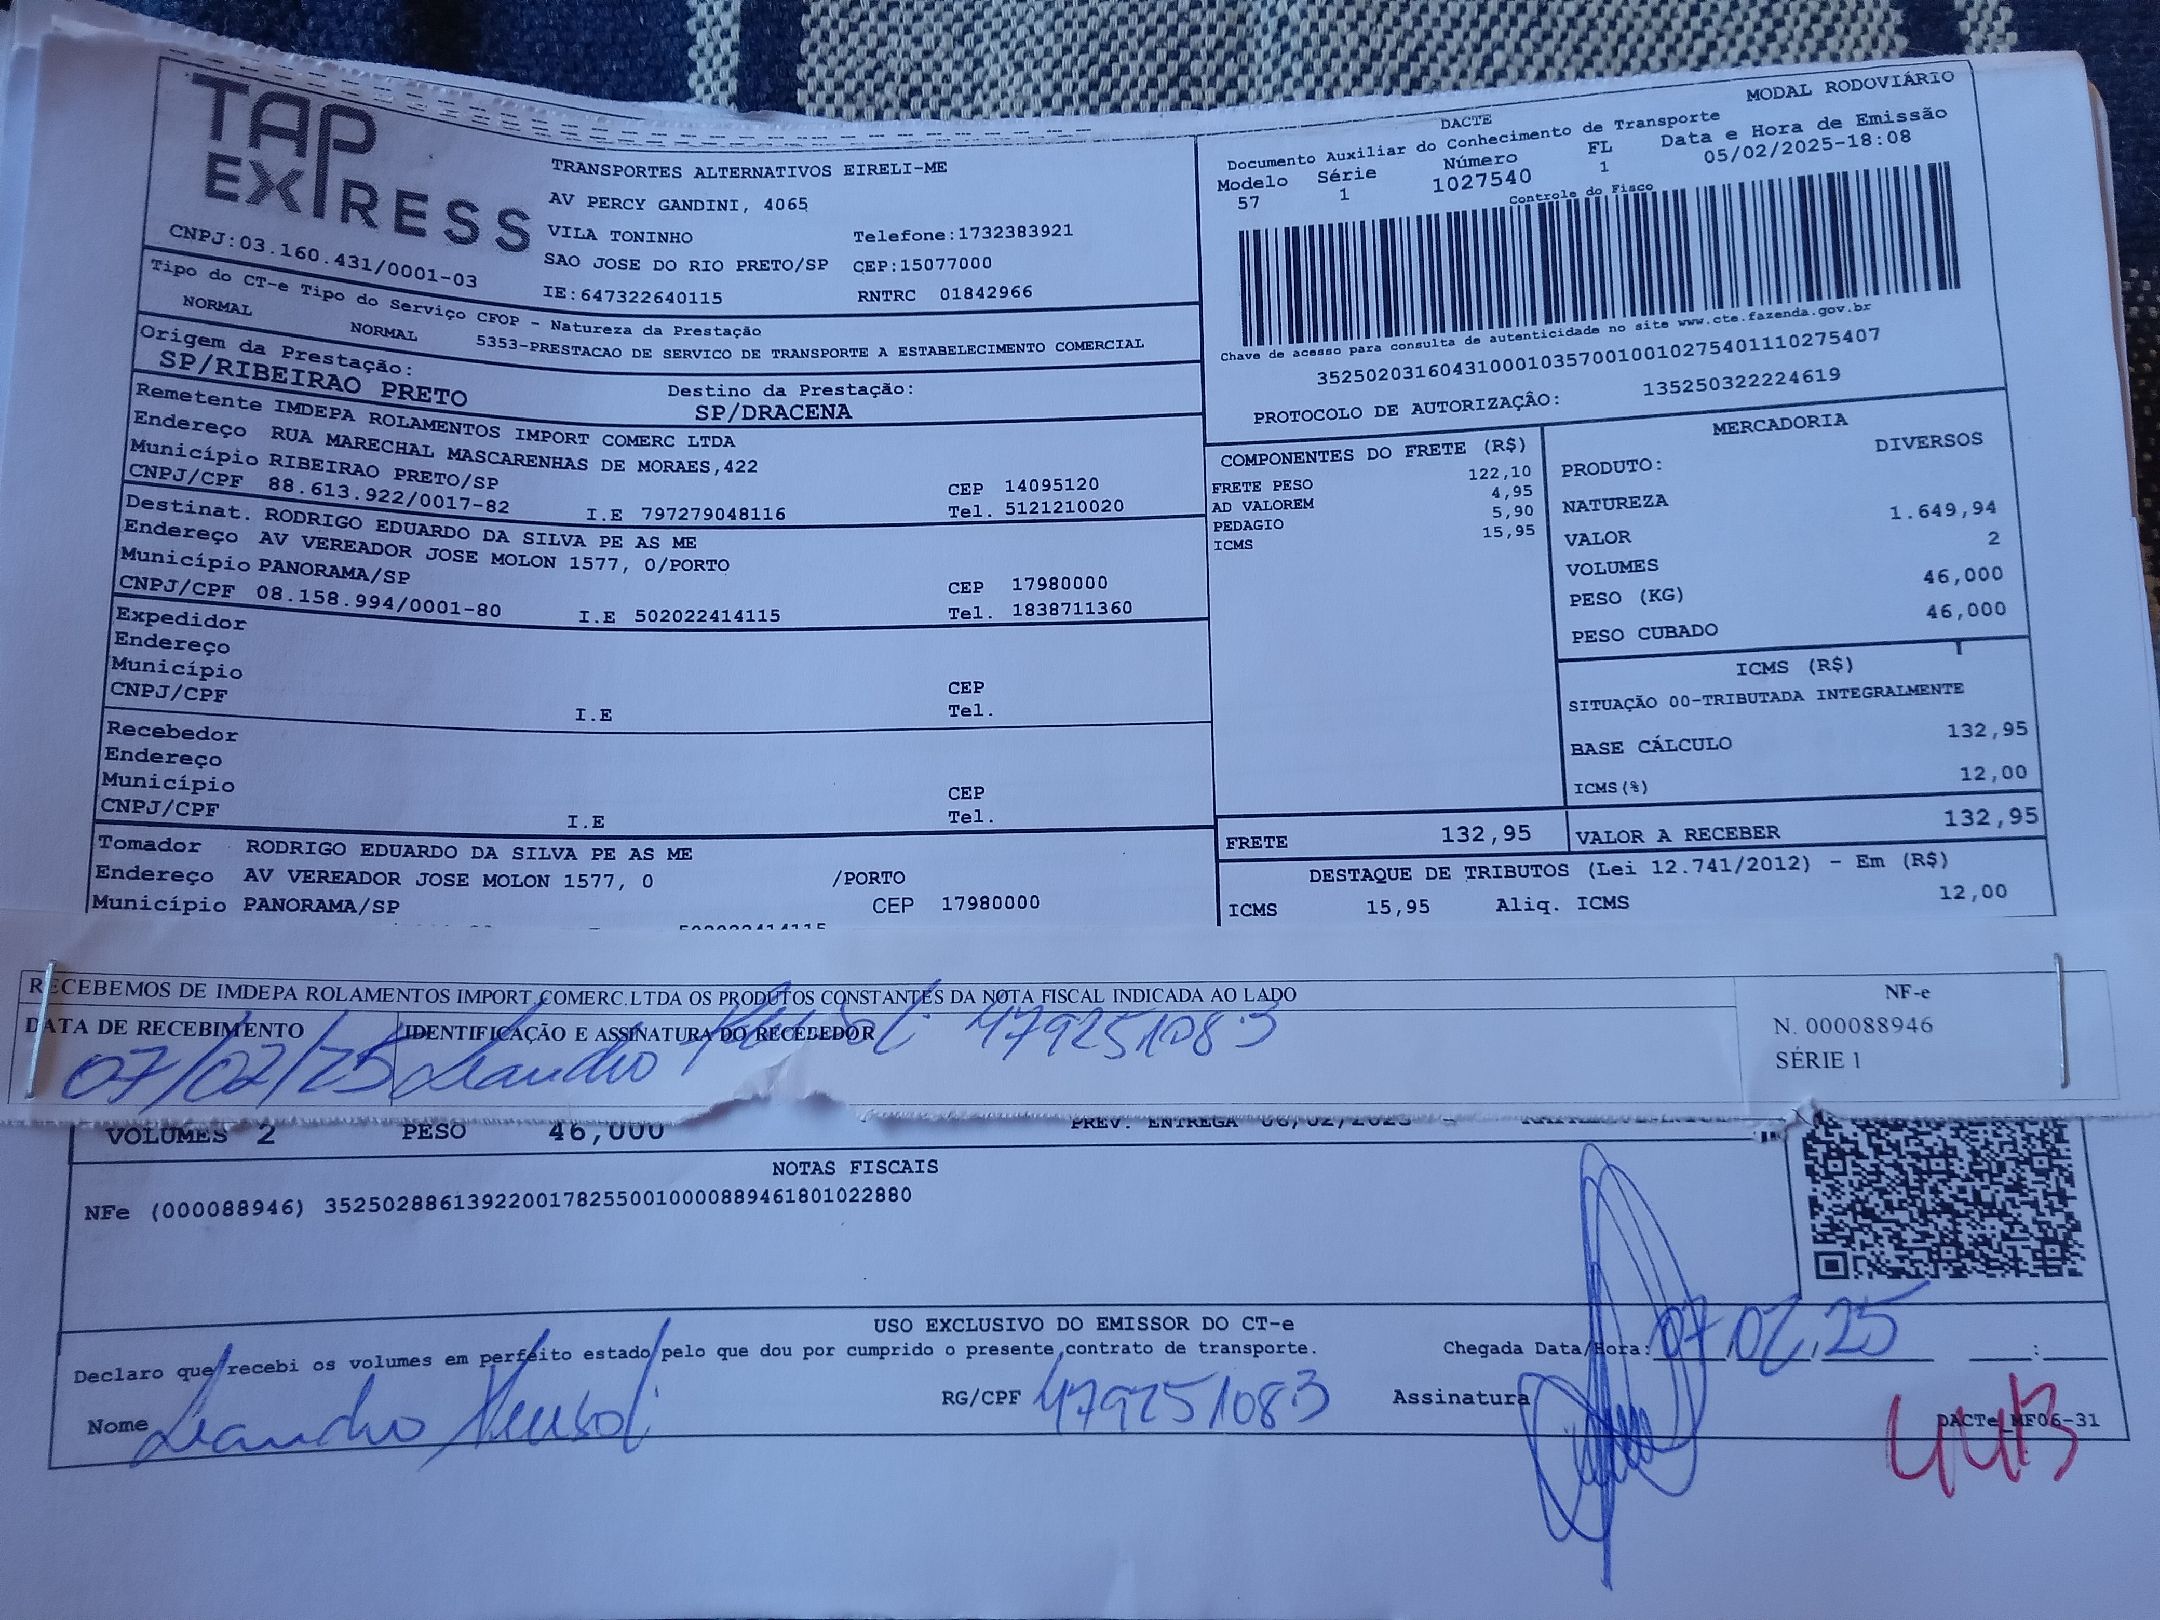 TAP
EXPRESS
CNPJ:03.160.431/0001-03
TRANSPORTES ALTERNATIVOS EIRELI-ME
AV PERCY GANDINI, 4065
VILA TONINHO Telefone:1732383921
SAO JOSE DO RIO PRETO/SP CEP:15077000
IE:647322640115 RNTRC 01842966
Tipo do CT-e Tipo do Serviço CFOP - Natureza da Prestação
NORMAL NORMAL 5353-PRESTACAO DE SERVICO DE TRANSPORTE A ESTABELECIMENTO COMERCIAL
Origem da Prestação: Destino da Prestação:
SP/RIBEIRAO PRETO SP/DRACENA
Remetente IMDEPA ROLAMENTOS IMPORT COMERC LTDA
Endereço RUA MARECHAL MASCARENHAS DE MORAES,422
Município RIBEIRAO PRETO/SP CEP 14095120
CNPJ/CPF 88.613.922/0017-82 I.E 797279048116 Tel. 5121210020
Destinat. RODRIGO EDUARDO DA SILVA PE AS ME
Endereço AV VEREADOR JOSE MOLON 1577, 0/PORTO
Município PANORAMA/SP CEP 17980000
CNPJ/CPF 08.158.994/0001-80 I.E 502022414115 Tel. 1838711360
Expedidor
Endereço
Município CEP
CNPJ/CPF I.E Tel.
Recebedor
Endereço
Município CEP
CNPJ/CPF I.E Tel.
Tomador RODRIGO EDUARDO DA SILVA PE AS ME
Endereço AV VEREADOR JOSE MOLON 1577, 0 /PORTO
Município PANORAMA/SP CEP 17980000
DACTE MODAL RODOVIÁRIO
Documento Auxiliar do Conhecimento de Transporte
Modelo Série Número FL Data e Hora de Emissão
57 1 1027540 1 05/02/2025-18:08
Controle do Fisco
Chave de acesso para consulta de autenticidade no site www.cte.fazenda.gov.br
35250203160431000103570010010275401110275407
PROTOCOLO DE AUTORIZAÇÂO: 135250322224619
COMPONENTES DO FRETE (R$)
FRETE PESO 122,10
AD VALOREM 4,95
PEDAGIO 5,90
ICMS 15,95
MERCADORIA
PRODUTO: DIVERSOS
NATUREZA
VALOR 1.649,94
VOLUMES 2
PESO (KG) 46,000
PESO CUBADO 46,000
ICMS (R$)
SITUAÇÃO 00-TRIBUTADA INTEGRALMENTE
BASE CÁLCULO 132,95
ICMS(%) 12,00
FRETE 132,95 VALOR A RECEBER 132,95
DESTAQUE DE TRIBUTOS (Lei 12.741/2012) - Em (R$)
ICMS 15,95 Aliq. ICMS 12,00
RECEBEMOS DE IMDEPA ROLAMENTOS IMPORT.COMERC.LTDA OS PRODUTOS CONSTANTES DA NOTA FISCAL INDICADA AO LADO
DATA DE RECEBIMENTO IDENTIFICAÇÃO E ASSINATURA DO RECEBEDOR
07/02/25 Leandro 479251083
NF-e
N. 000088946
SÉRIE 1
VOLUMES 2 PESO 46,000 PREV. ENTREGA 06/02/2025
NOTAS FISCAIS
NFe (000088946) 35250288613922001782550010000889461801022880
USO EXCLUSIVO DO EMISSOR DO CT-e
Declaro que recebi os volumes em perfeito estado pelo que dou por cumprido o presente contrato de transporte. Chegada Data/Hora: 07.02.25 :
Nome Leandro RG/CPF 479251083 Assinatura
DACTe_MF06-31